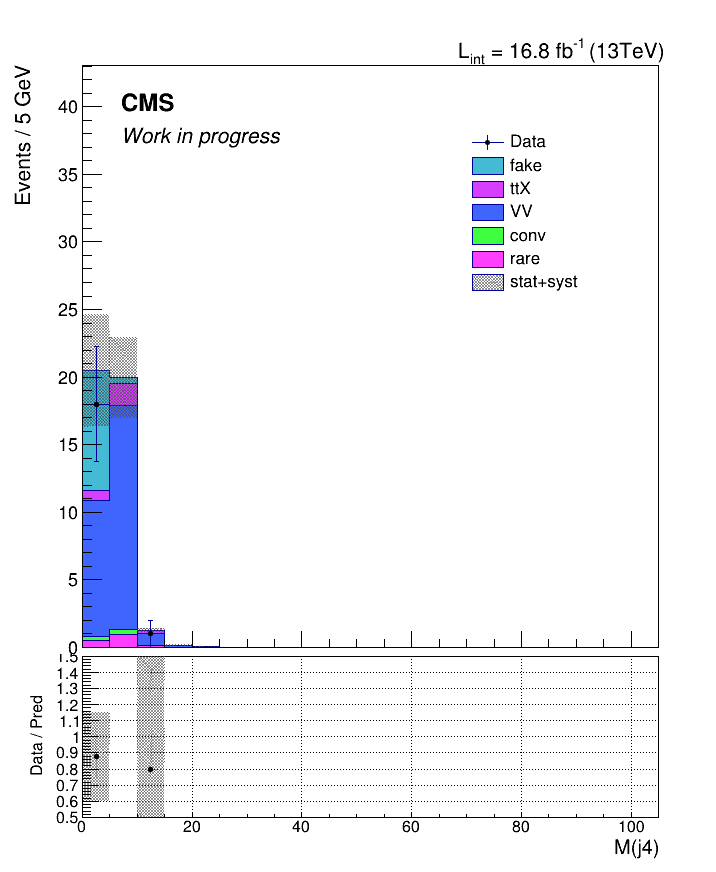 L_int = 16.8 fb^-1 (13TeV)
Events / 5 GeV
CMS
Work in progress
Data
fake
ttX
VV
conv
rare
stat+syst
40
35
30
25
20
15
10
5
0
Data / Pred
1.5
1.4
1.3
1.2
1.1
1
0.9
0.8
0.7
0.6
0.5
0 20 40 60 80 100
M(j4)